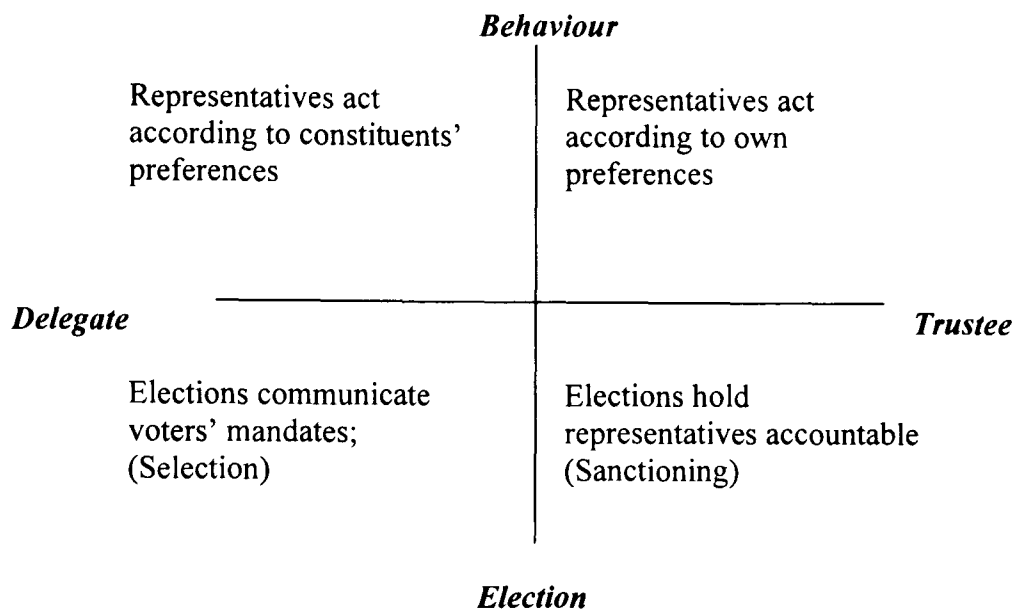 Behaviour
Representatives act
according to constituents’
preferences
Representatives act
according to own
preferences
Delegate
Trustee
Elections communicate
voters’ mandates;
(Selection)
Elections hold
representatives accountable
(Sanctioning)
Election